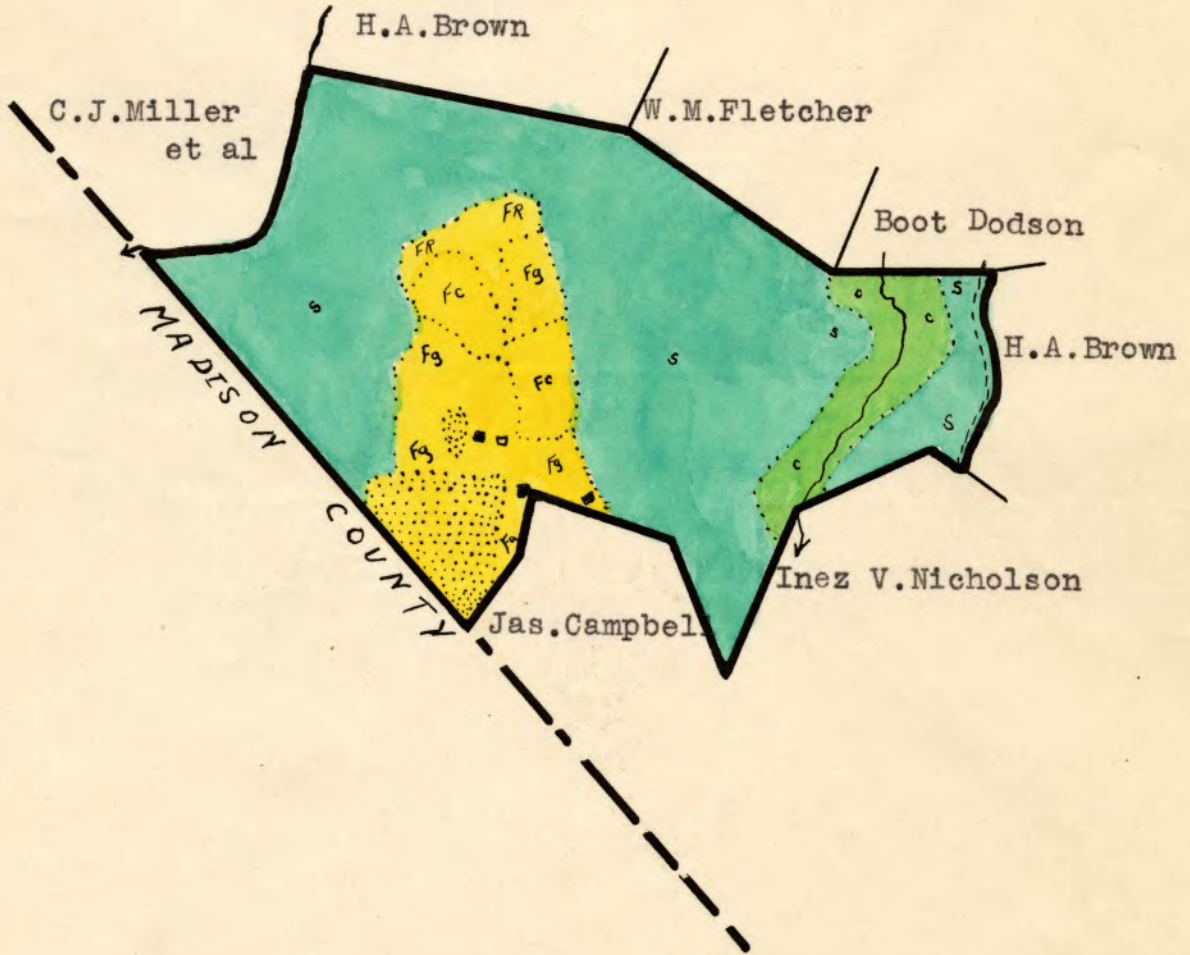 H.A.Brown
C.J.Miller
et al
W.M.Fletcher
Boot Dodson
H.A.Brown
FR
FR
Fg
Fc
Fg
Fc
Fg
Fg
Fg
s
s
s
s
S
c
c
c
MADISON COUNTY
Inez V.Nicholson
Jas.Campbell